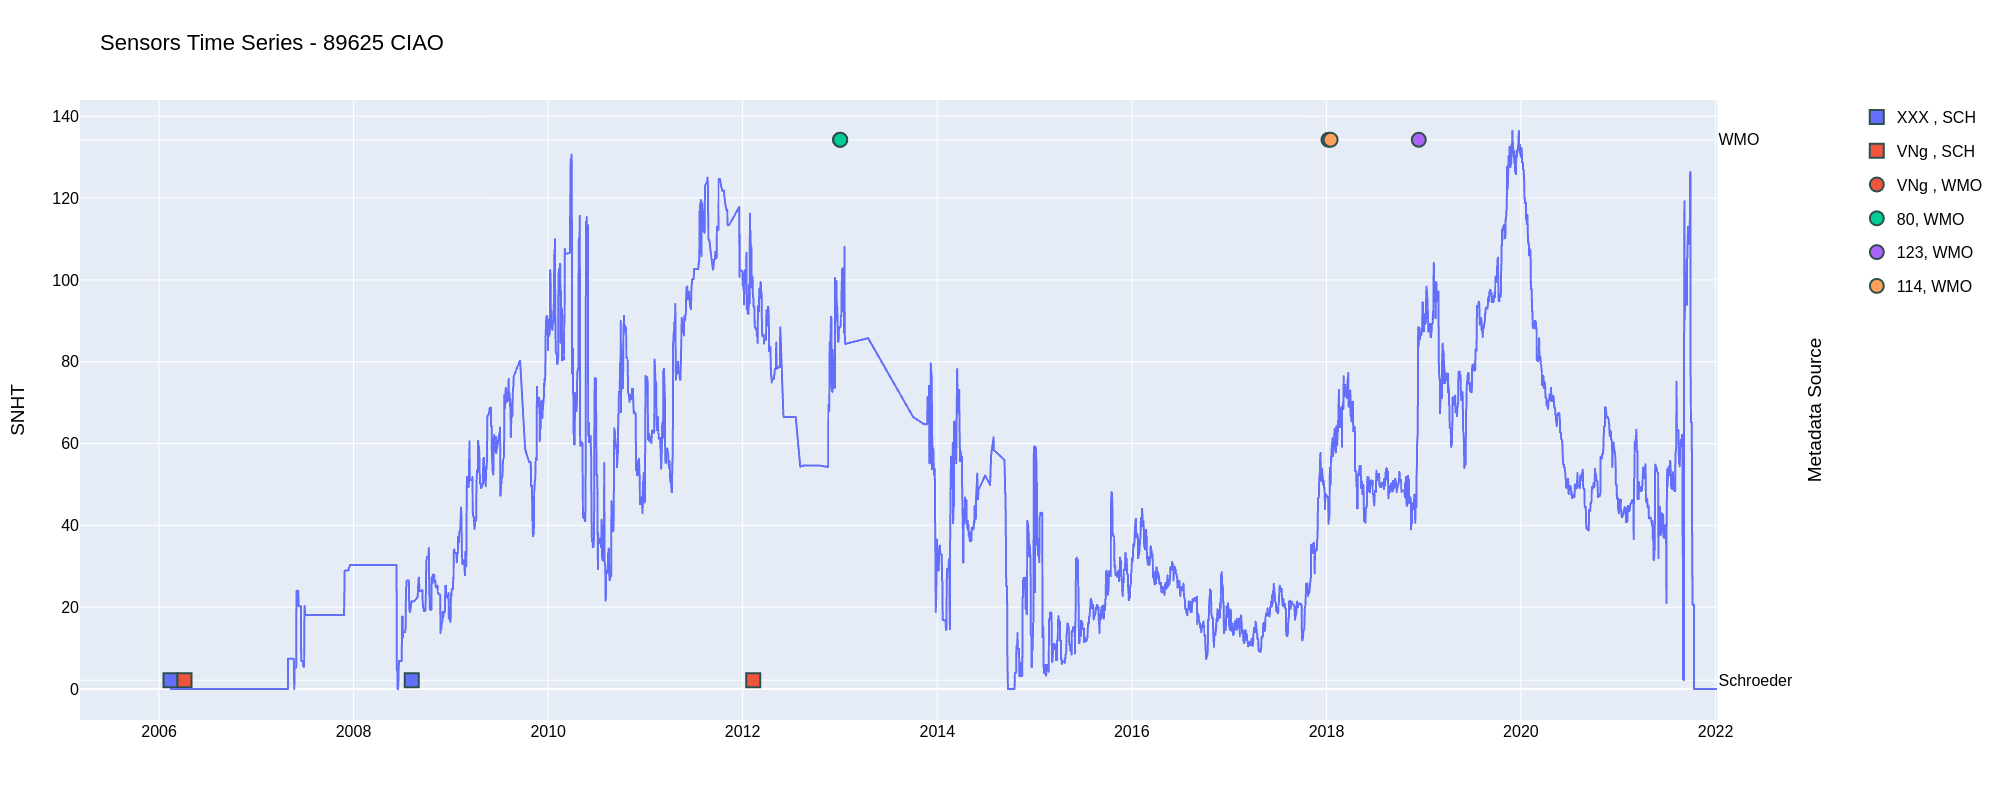 Sensors Time Series - 89625 CIAO
SNHT
140
120
100
80
60
40
20
0
2006
2008
2010
2012
2014
2016
2018
2020
2022
WMO
Schroeder
Metadata Source
XXX , SCH
VNg , SCH
VNg , WMO
80, WMO
123, WMO
114, WMO